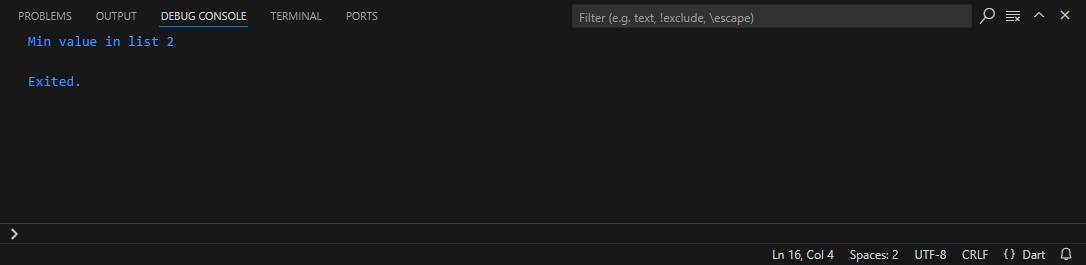 PROBLEMS OUTPUT DEBUG CONSOLE TERMINAL PORTS Filter (e.g. text, !exclude, \escape)
Min value in list 2
Exited.
Ln 16, Col 4 Spaces: 2 UTF-8 CRLF {} Dart